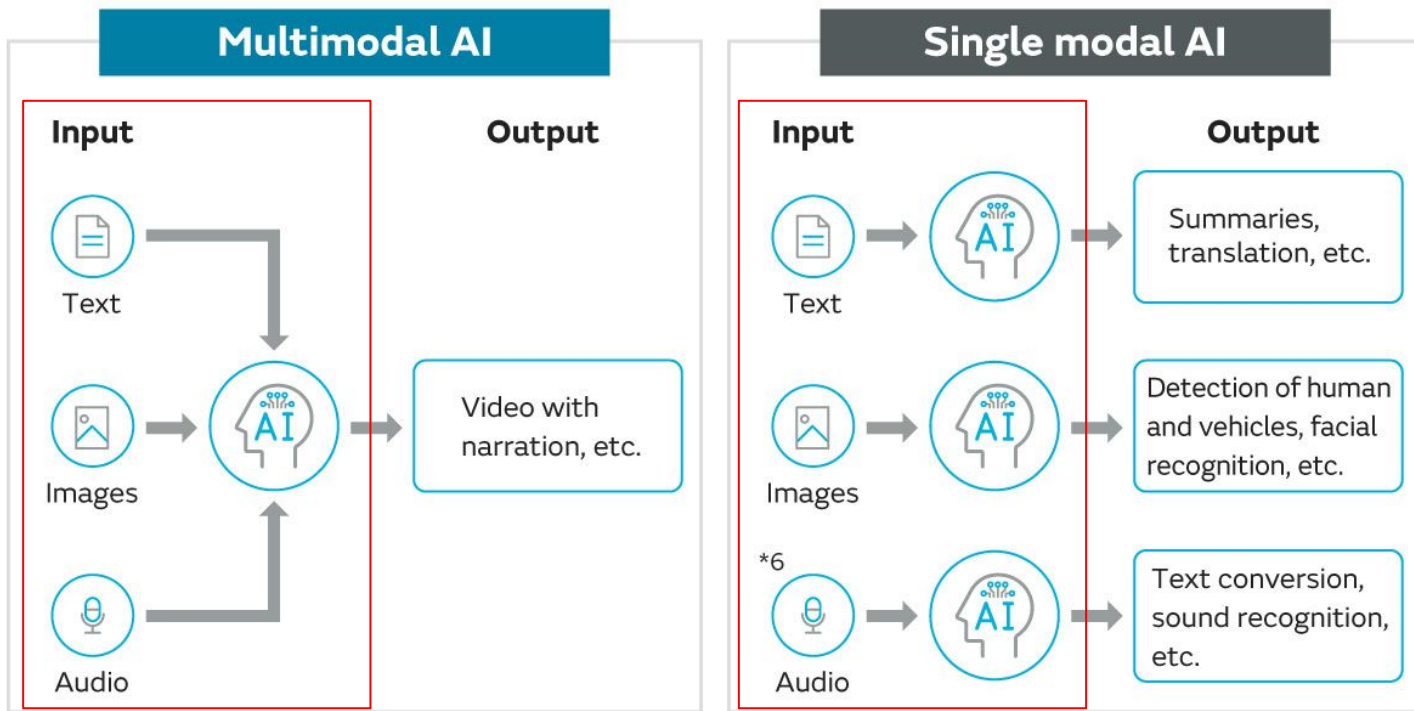 Multimodal AI
Input
Output
Text
Images
Audio
AI
Video with
narration, etc.
Single modal AI
Input
Output
Text
AI
Summaries,
translation, etc.
Images
AI
Detection of human
and vehicles, facial
recognition, etc.
*6
Audio
AI
Text conversion,
sound recognition,
etc.